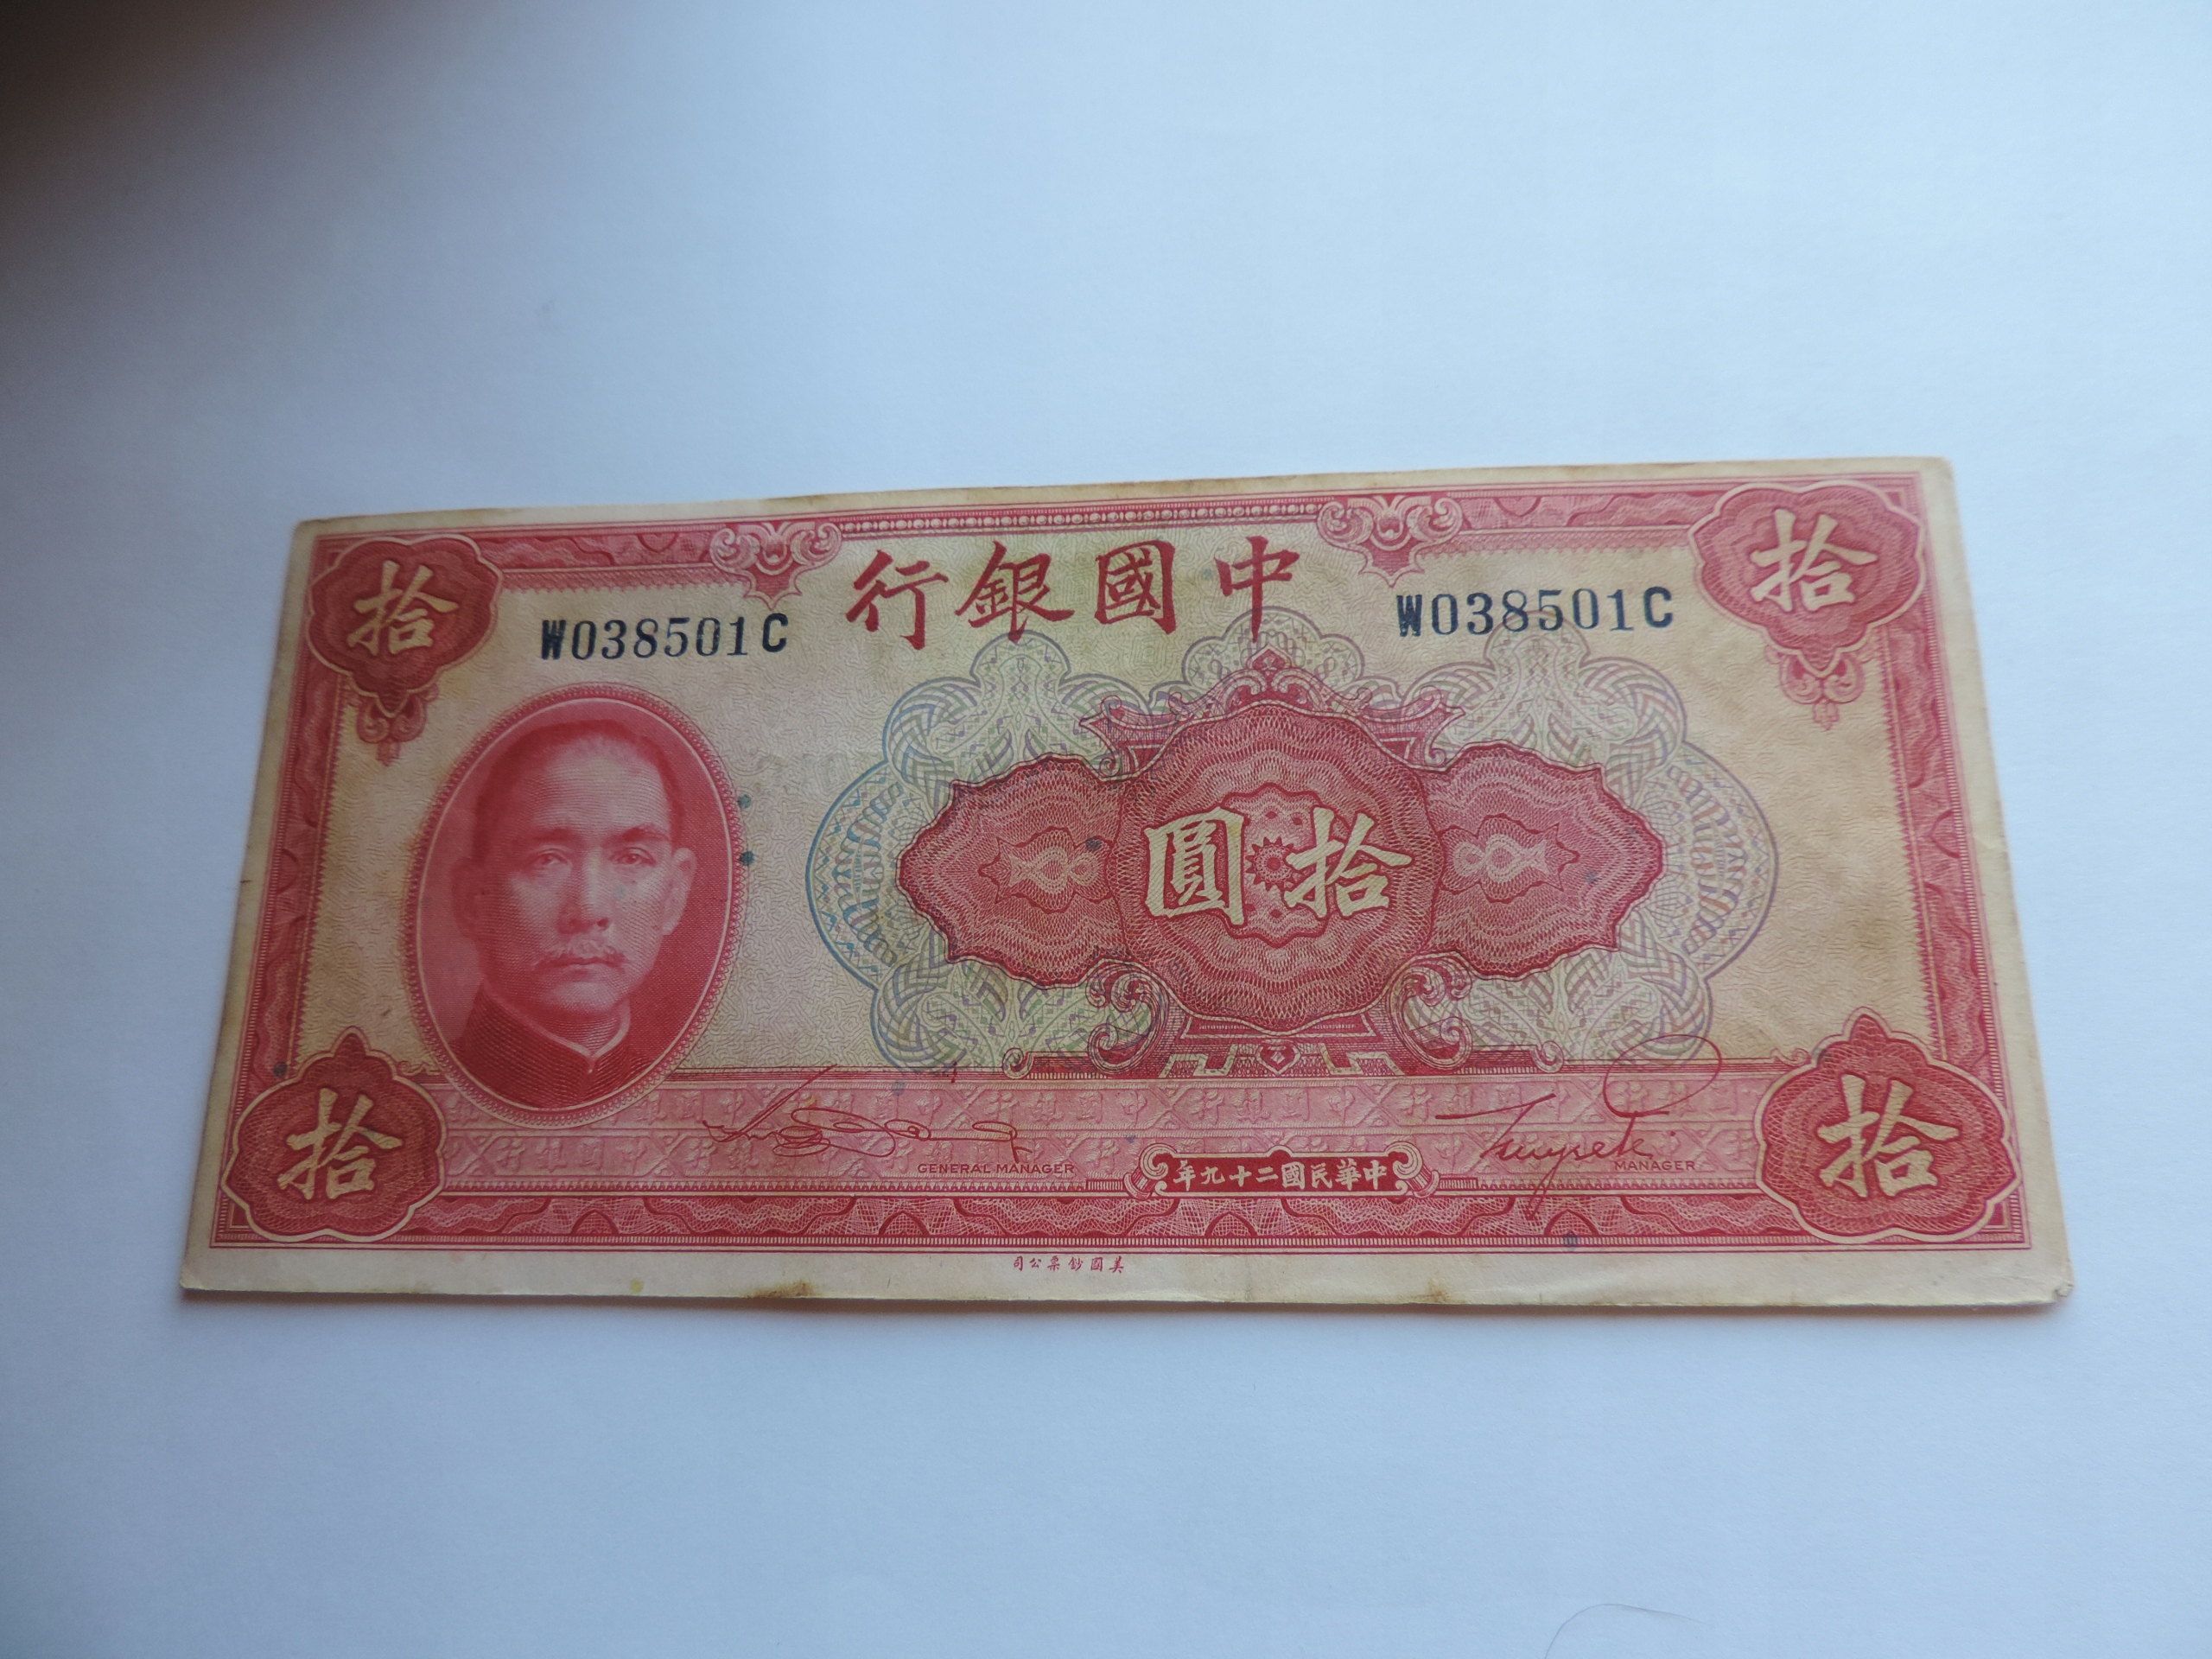 中國銀行
拾
拾
W038501C
W038501C
拾圓
GENERAL MANAGER
MANAGER
中華民國二十九年
拾
拾
美國鈔票公司